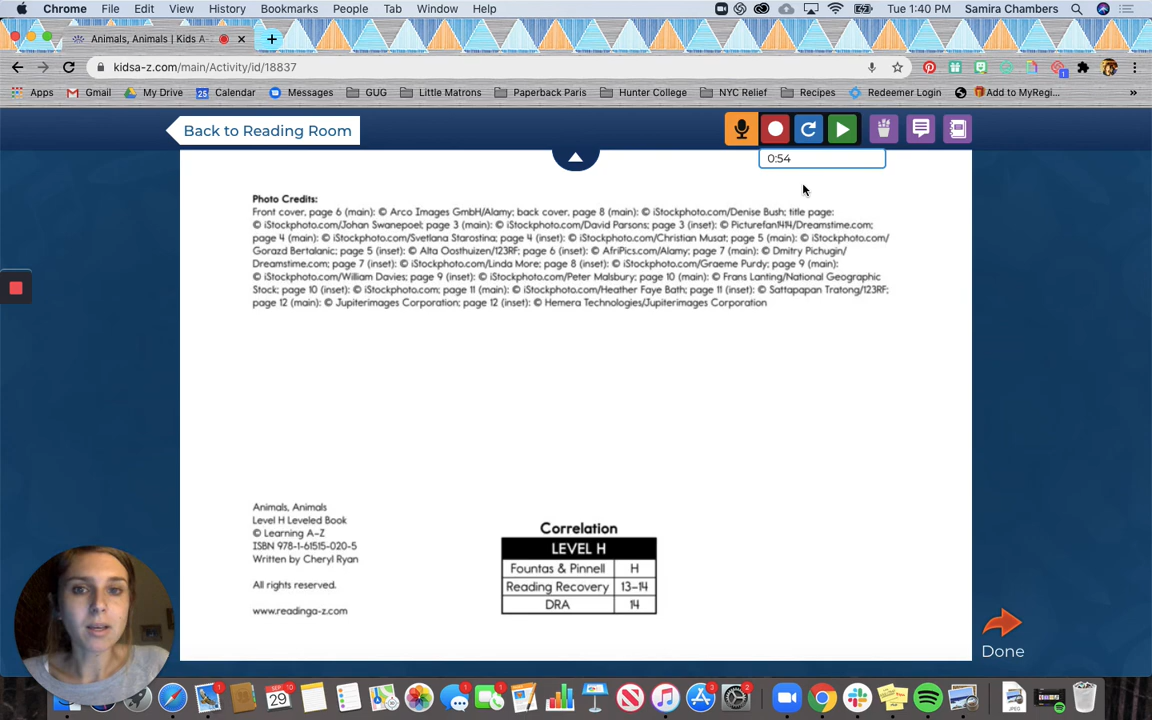 Chrome File Edit View History Bookmarks People Tab Window Help Tue 1:40 PM Samira Chambers
Animals, Animals | Kids A-
kidsa-z.com/main/Activity/id/18837
Apps Gmail My Drive 25 Calendar Messages GUG Little Matrons Paperback Paris Hunter College NYC Relief Recipes Redeemer Login Add to MyRegi... »
Back to Reading Room
0:54
Photo Credits:
Front cover, page 6 (main): © Arco Images GmbH/Alamy; back cover, page 8 (main): © iStockphoto.com/Denise Bush; title page:
© iStockphoto.com/Johan Swanepoel; page 3 (main): © iStockphoto.com/David Parsons; page 3 (inset): © Picturefan1414/Dreamstime.com;
page 4 (main): © iStockphoto.com/Svetlana Starostina; page 4 (inset): © iStockphoto.com/Christian Musat; page 5 (main): © iStockphoto.com/
Gorazd Bertalanic; page 5 (inset): © Alta Oosthuizen/123RF; page 6 (inset): © AfriPics.com/Alamy; page 7 (main): © Dmitry Pichugin/
Dreamstime.com; page 7 (inset): © iStockphoto.com/Linda More; page 8 (inset): © iStockphoto.com/Graeme Purdy; page 9 (main):
© iStockphoto.com/William Davies; page 9 (inset): © iStockphoto.com/Peter Malsbury; page 10 (main): © Frans Lanting/National Geographic
Stock; page 10 (inset): © iStockphoto.com; page 11 (main): © iStockphoto.com/Heather Faye Bath; page 11 (inset): © Sattapapan Tratong/123RF;
page 12 (main): © Jupiterimages Corporation; page 12 (inset): © Hemera Technologies/Jupiterimages Corporation
Animals, Animals
Level H Leveled Book
© Learning A–Z
ISBN 978-1-61515-020-5
Written by Cheryl Ryan
All rights reserved.
www.readinga-z.com
Correlation
LEVEL H
Fountas & Pinnell H
Reading Recovery 13–14
DRA 14
Done
SEP 10
29
1
1
3
2
JPEG